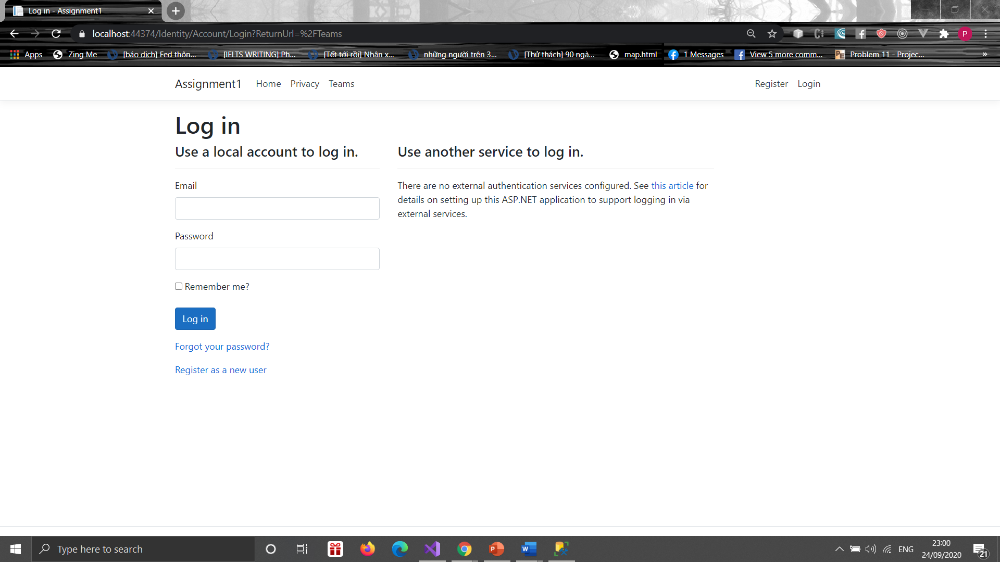 Log in - Assignment1
localhost:44374/Identity/Account/Login?ReturnUrl=%2FTeams
P
Apps Zing Me [báo dịch] Fed thôn... [IELTS WRITING] Ph... [Tết tới rồi] Nhận x... những người trên 3... [Thử thách] 90 ngà... map.html 1 Messages View 5 more comm... Problem 11 - Projec... »
Assignment1 Home Privacy Teams Register Login
Log in
Use a local account to log in.
Email
Password
Remember me?
Log in
Forgot your password?
Register as a new user
Use another service to log in.
There are no external authentication services configured. See this article for
details on setting up this ASP.NET application to support logging in via
external services.
Type here to search
ENG
23:00
24/09/2020
21